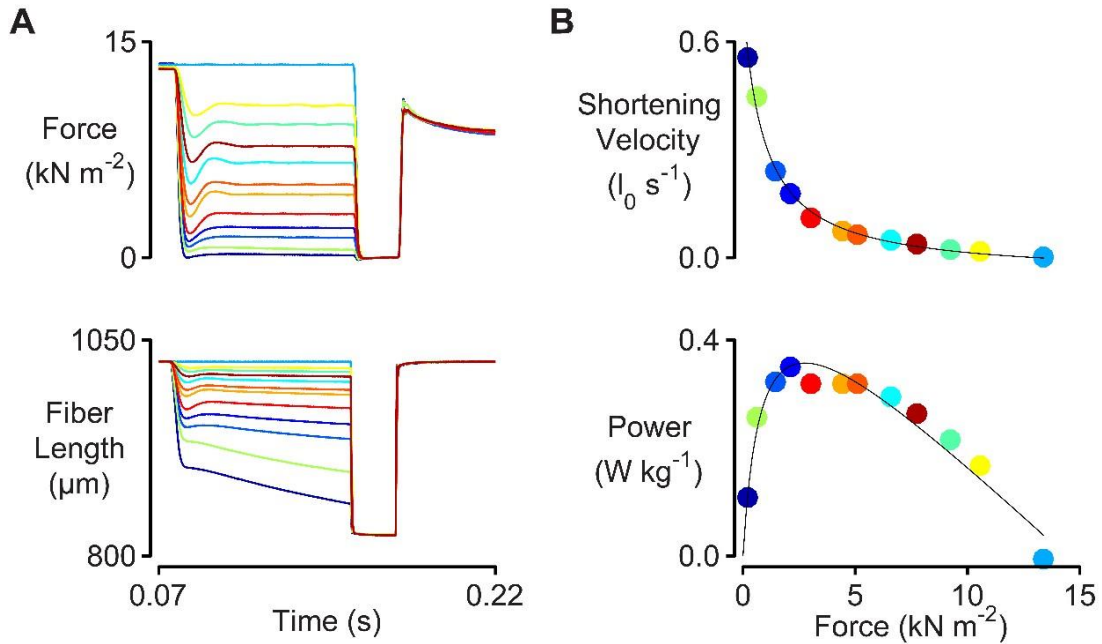 A
15
Force
(kN m-2)
0
1050
Fiber
Length
(µm)
800
0.07
Time (s)
0.22
B
0.6
Shortening
Velocity
(l0 s-1)
0.0
0.4
Power
(W kg-1)
0.0
0
5
10
15
Force (kN m-2)